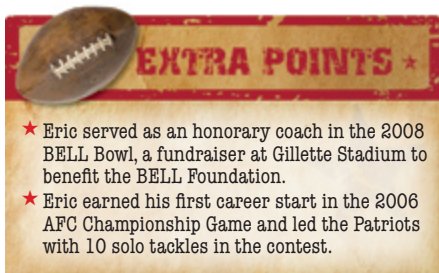 EXTRA POINTS
★ Eric served as an honorary coach in the 2008
BELL Bowl, a fundraiser at Gillette Stadium to
benefit the BELL Foundation.
★ Eric earned his first career start in the 2006
AFC Championship Game and led the Patriots
with 10 solo tackles in the contest.